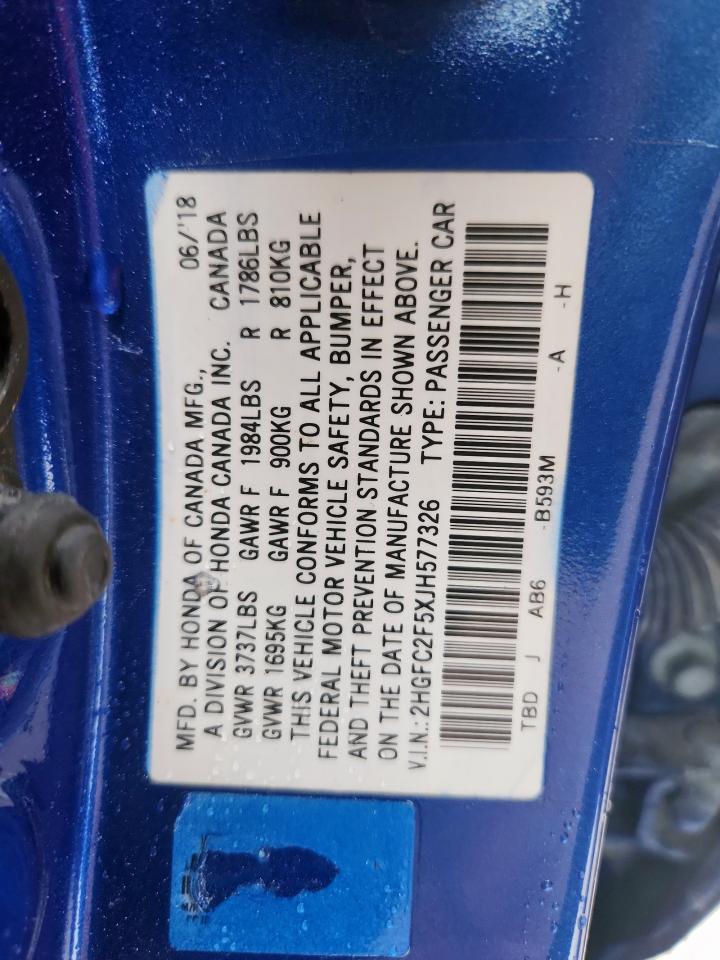 MFD. BY HONDA OF CANADA MFG., 06/'18
A DIVISION OF HONDA CANADA INC. CANADA
GVWR 3737LBS GAWR F 1984LBS R 1786LBS
GVWR 1695KG GAWR F 900KG R 810KG
THIS VEHICLE CONFORMS TO ALL APPLICABLE
FEDERAL MOTOR VEHICLE SAFETY, BUMPER,
AND THEFT PREVENTION STANDARDS IN EFFECT
ON THE DATE OF MANUFACTURE SHOWN ABOVE.
V.I.N.: 2HGFC2F5XJH577326 TYPE: PASSENGER CAR
TBD J AB6 -B593M -A -H